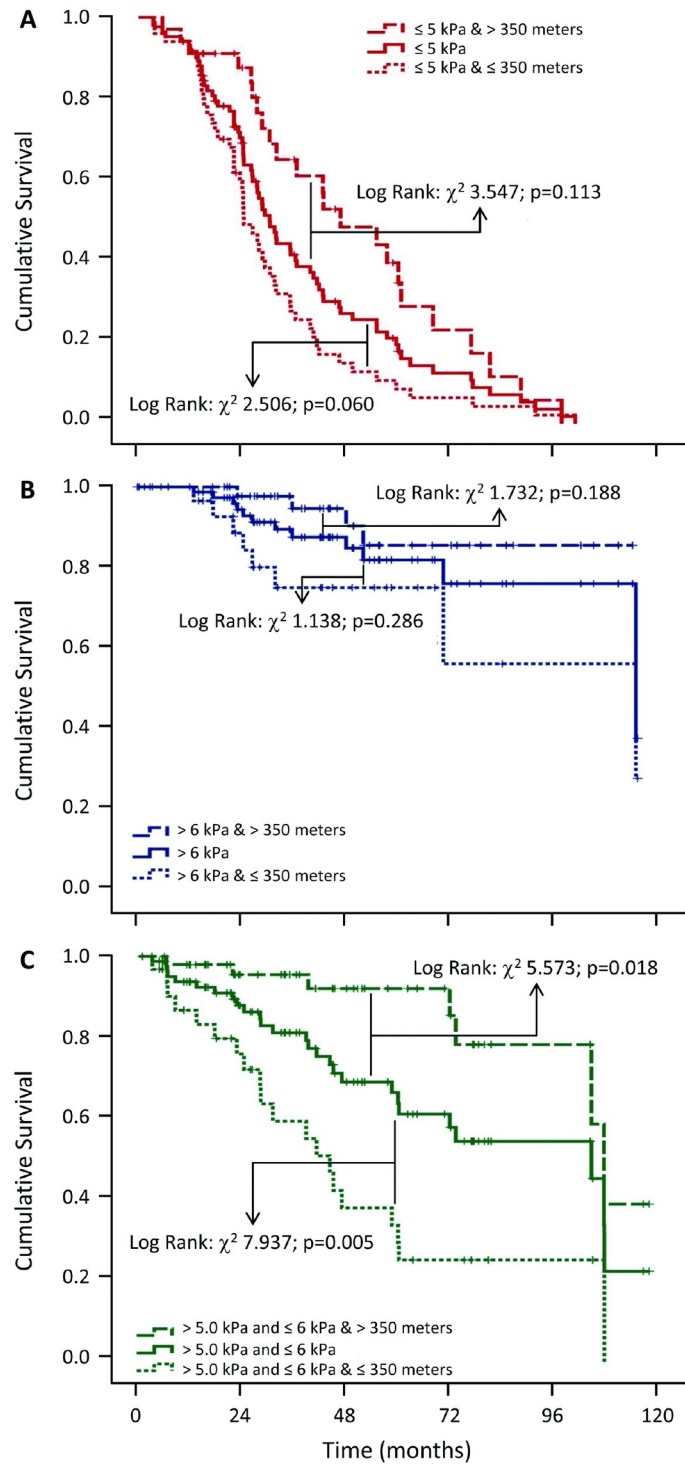 A
1.0
0.8
0.6
0.4
0.2
0.0
Cumulative Survival
≤ 5 kPa & > 350 meters
≤ 5 kPa
≤ 5 kPa & ≤ 350 meters
Log Rank: χ² 3.547; p=0.113
Log Rank: χ² 2.506; p=0.060
B
1.0
0.8
0.6
0.4
0.2
0.0
Cumulative Survival
Log Rank: χ² 1.732; p=0.188
Log Rank: χ² 1.138; p=0.286
> 6 kPa & > 350 meters
> 6 kPa
> 6 kPa & ≤ 350 meters
C
1.0
0.8
0.6
0.4
0.2
0.0
Cumulative Survival
Log Rank: χ² 5.573; p=0.018
Log Rank: χ² 7.937; p=0.005
> 5.0 kPa and ≤ 6 kPa & > 350 meters
> 5.0 kPa and ≤ 6 kPa
> 5.0 kPa and ≤ 6 kPa & ≤ 350 meters
0 24 48 72 96 120
Time (months)